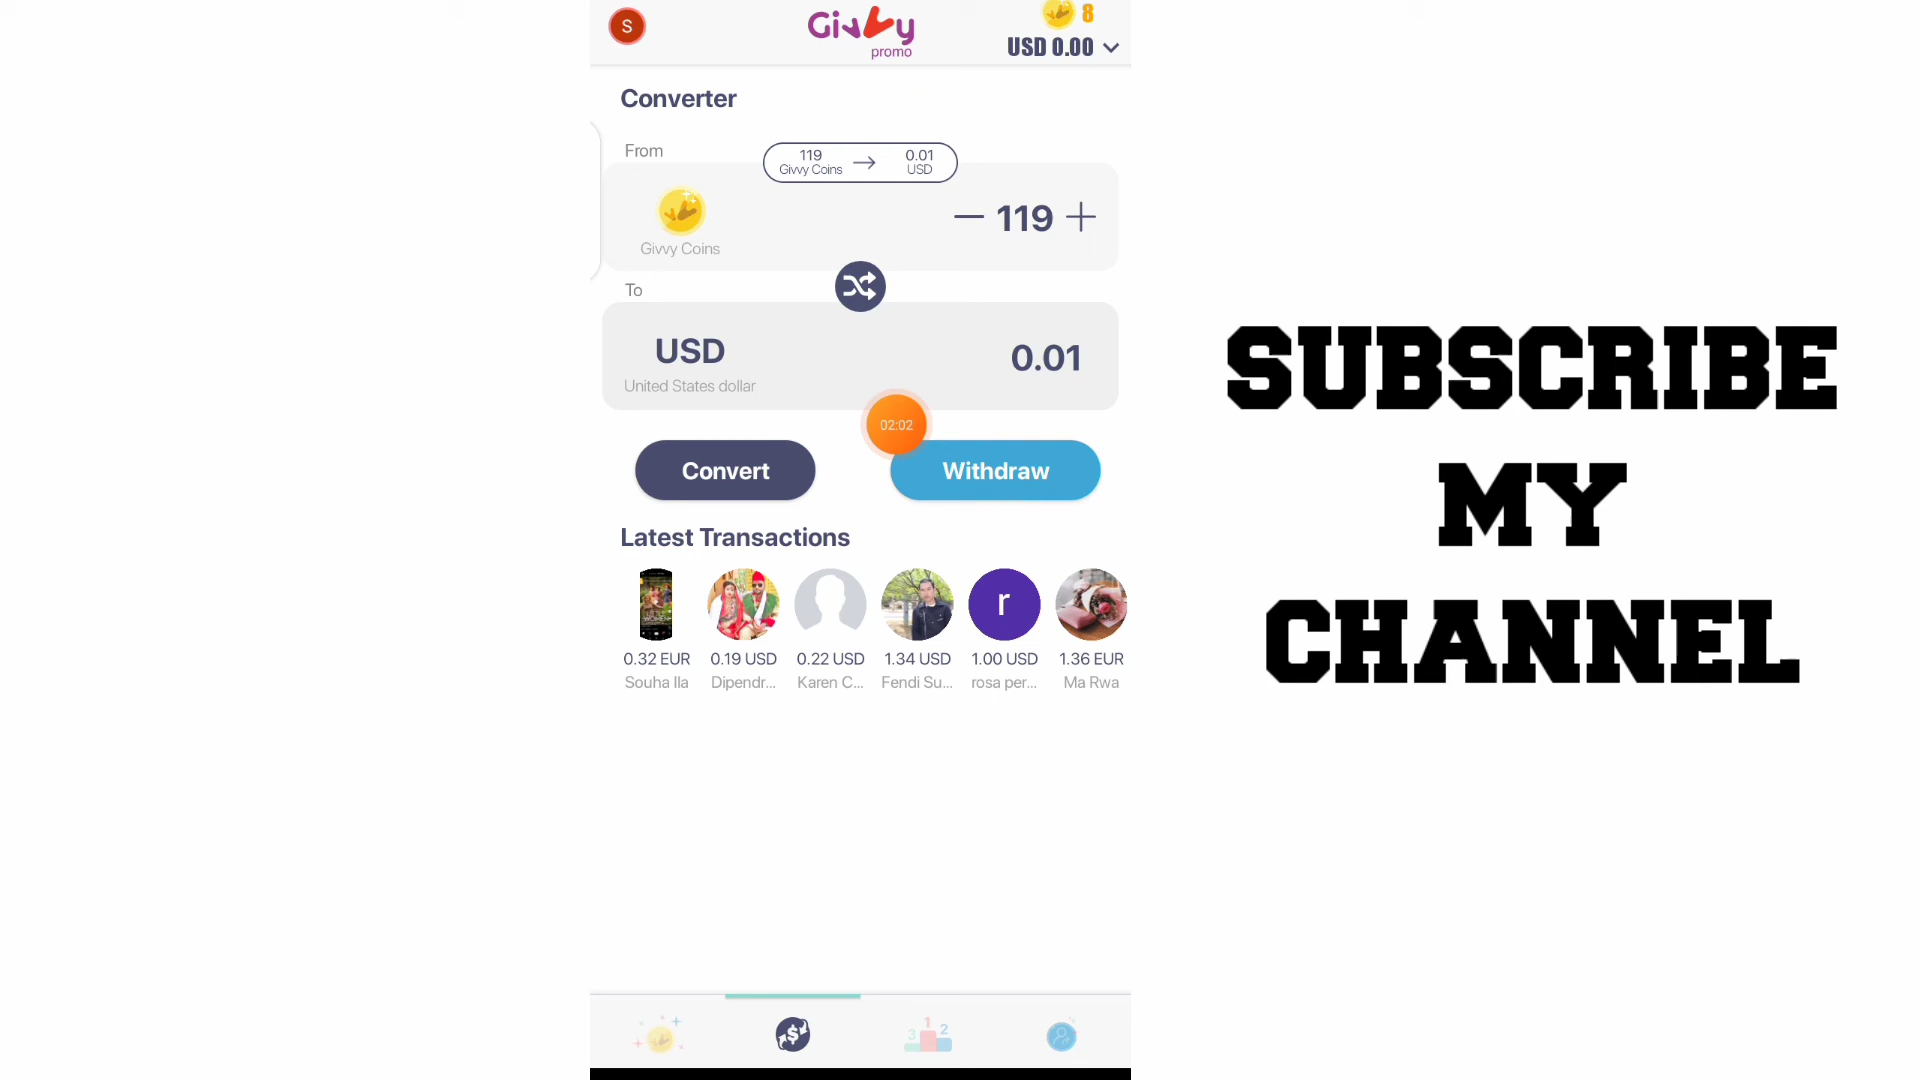 S
Givvy
promo
8
USD 0.00
Converter
From
119
Givvy Coins
0.01
USD
Givvy Coins
119
To
USD
United States dollar
0.01
02:02
Convert
Withdraw
Latest Transactions
r
0.32 EUR
0.19 USD
0.22 USD
1.34 USD
1.00 USD
1.36 EUR
Souha Ila
Dipendr...
Karen C...
Fendi Su...
rosa per...
Ma Rwa
3 1 2
SUBSCRIBE
MY
CHANNEL